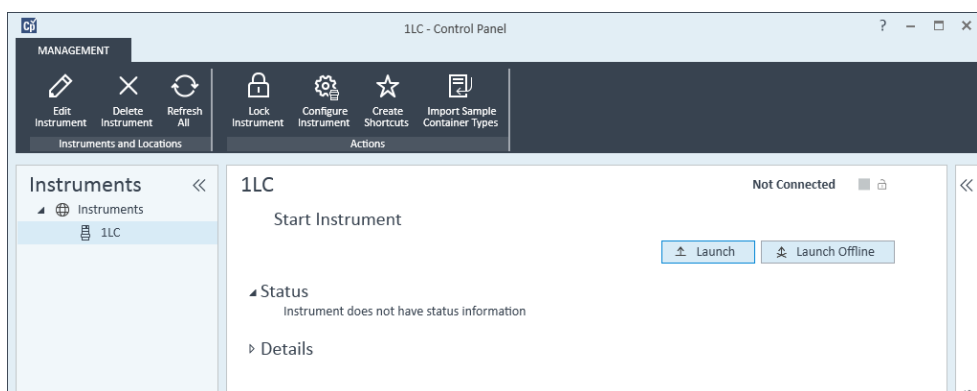 Cp
1LC - Control Panel
?
MANAGEMENT
Edit Instrument
Delete Instrument
Refresh All
Lock Instrument
Configure Instrument
Create Shortcuts
Import Sample Container Types
Instruments and Locations
Actions
Instruments
Instruments
1LC
1LC
Not Connected
Start Instrument
Launch
Launch Offline
Status
Instrument does not have status information
Details